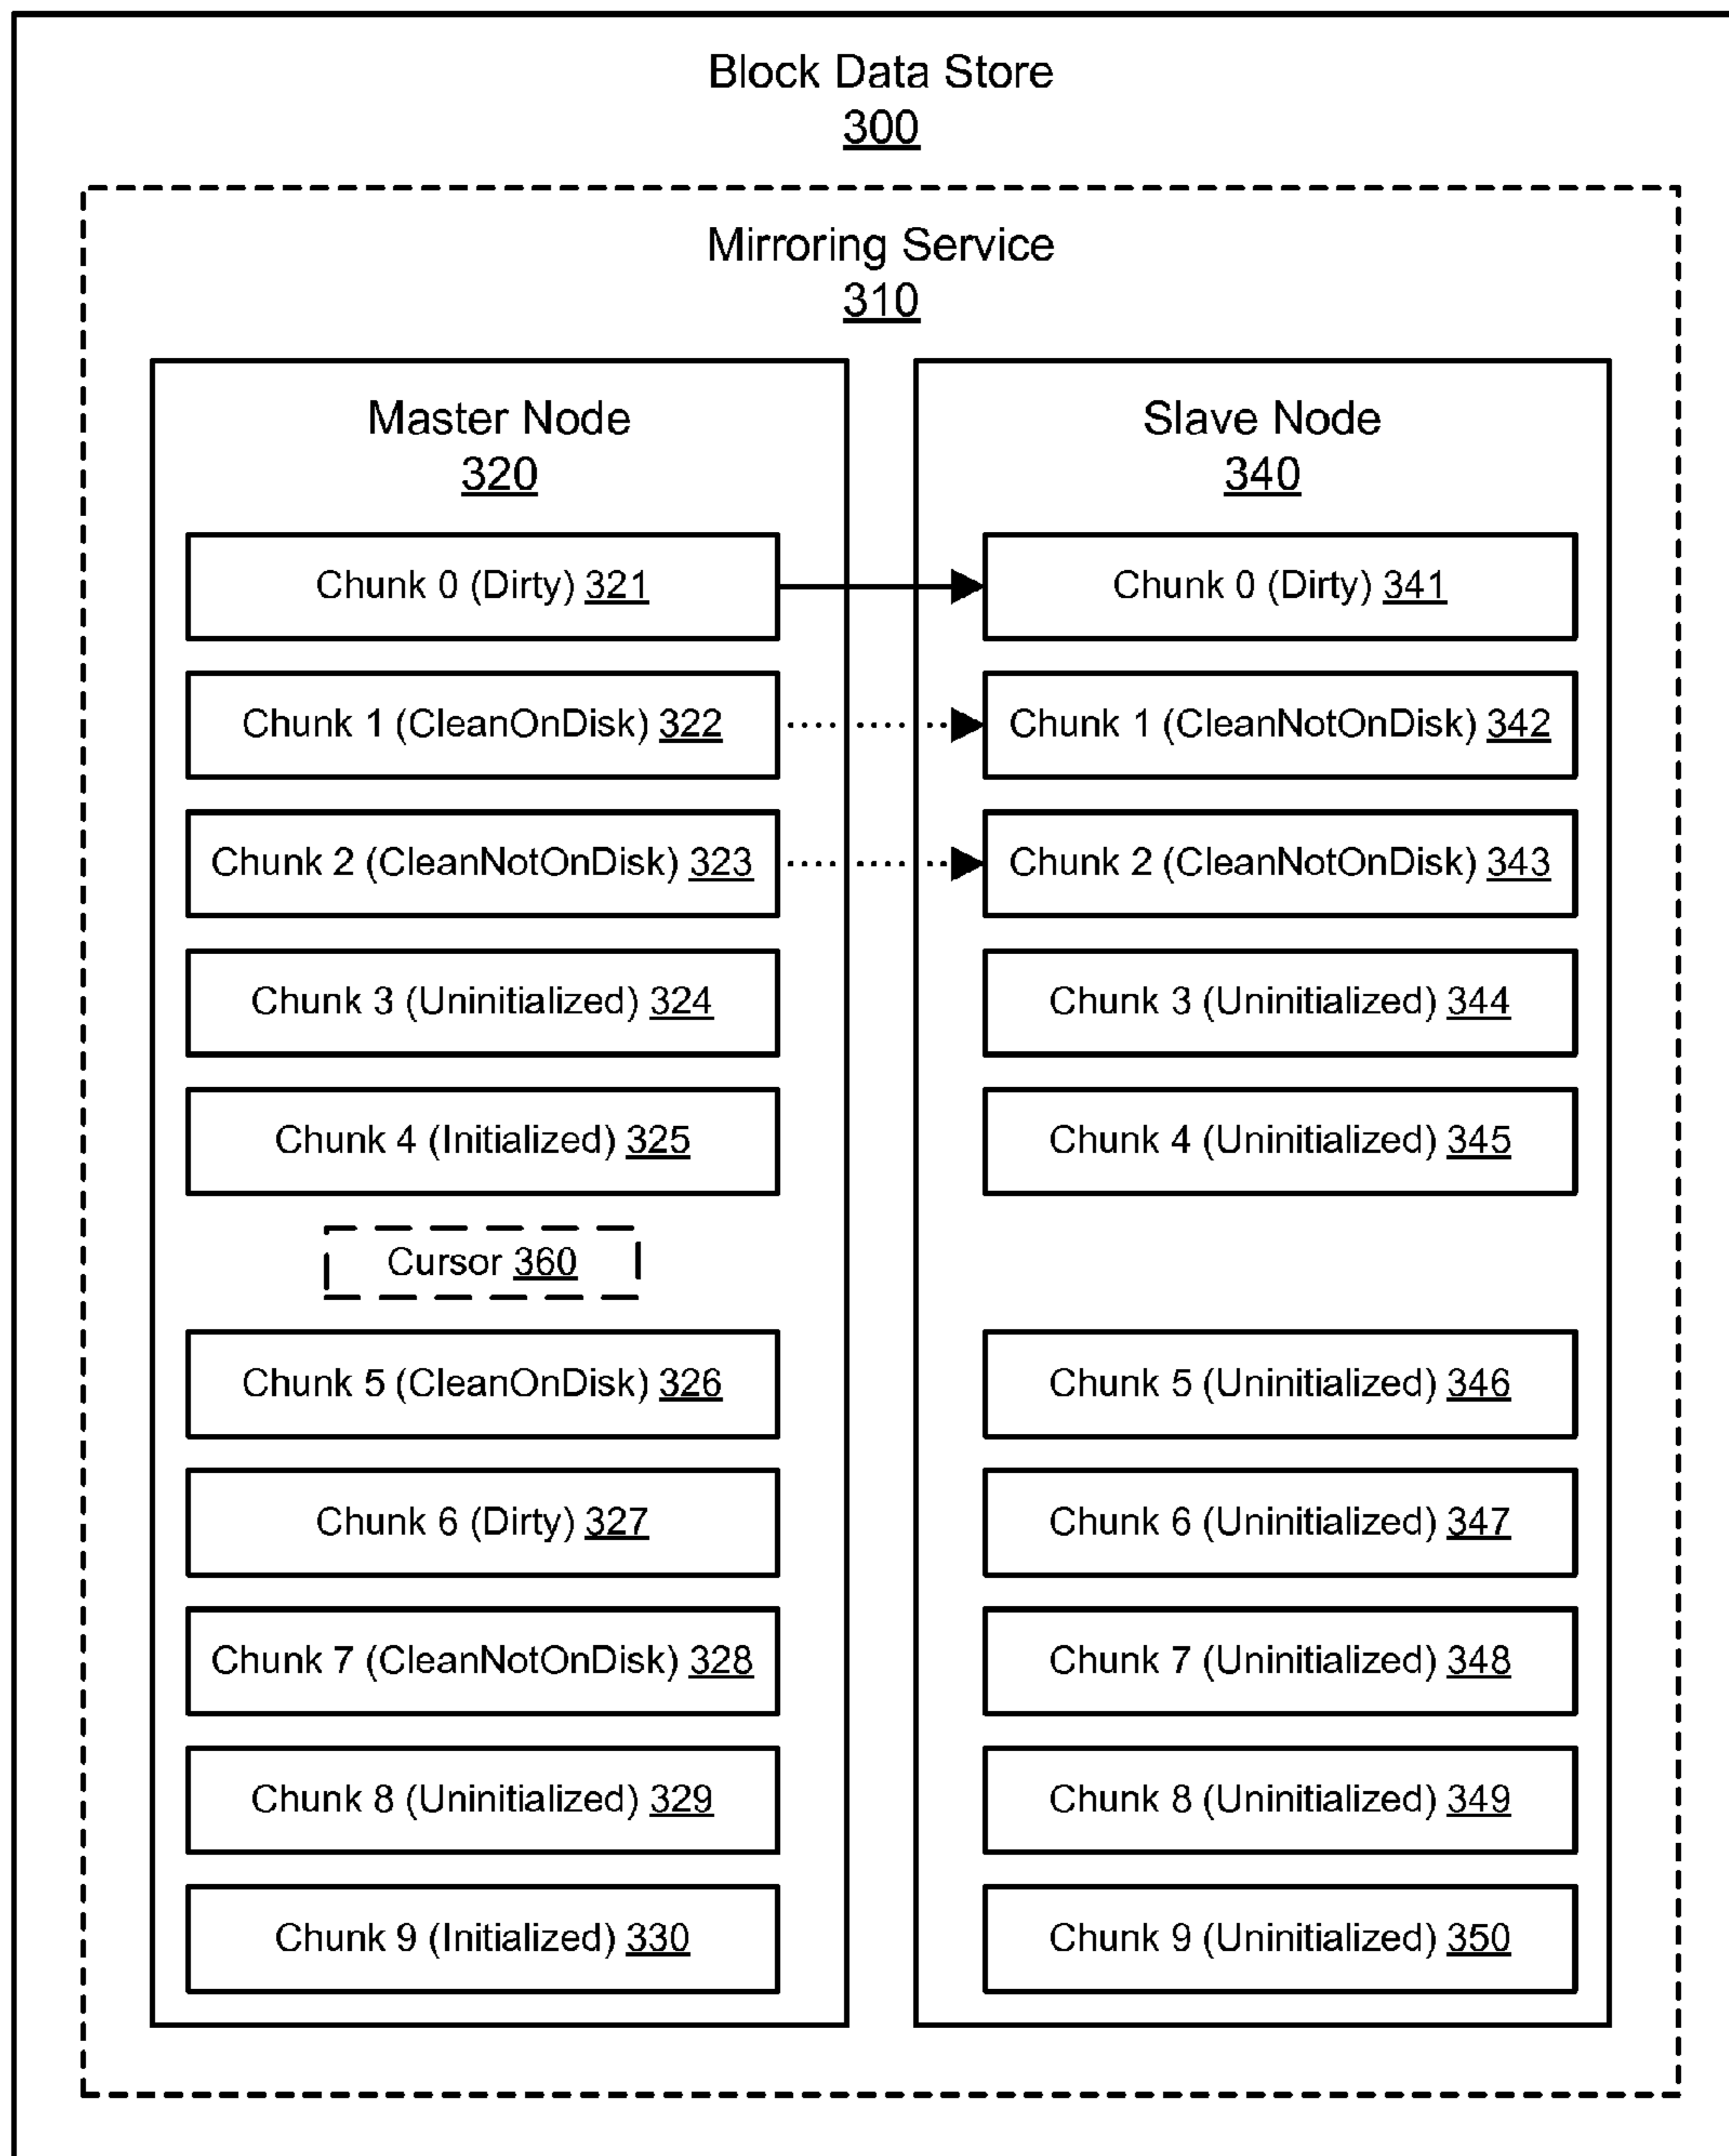 Block Data Store
300
Mirroring Service
310
Master Node
320
Chunk 0 (Dirty) 321
Chunk 1 (CleanOnDisk) 322
Chunk 2 (CleanNotOnDisk) 323
Chunk 3 (Uninitialized) 324
Chunk 4 (Initialized) 325
Cursor 360
Chunk 5 (CleanOnDisk) 326
Chunk 6 (Dirty) 327
Chunk 7 (CleanNotOnDisk) 328
Chunk 8 (Uninitialized) 329
Chunk 9 (Initialized) 330
Slave Node
340
Chunk 0 (Dirty) 341
Chunk 1 (CleanNotOnDisk) 342
Chunk 2 (CleanNotOnDisk) 343
Chunk 3 (Uninitialized) 344
Chunk 4 (Uninitialized) 345
Chunk 5 (Uninitialized) 346
Chunk 6 (Uninitialized) 347
Chunk 7 (Uninitialized) 348
Chunk 8 (Uninitialized) 349
Chunk 9 (Uninitialized) 350